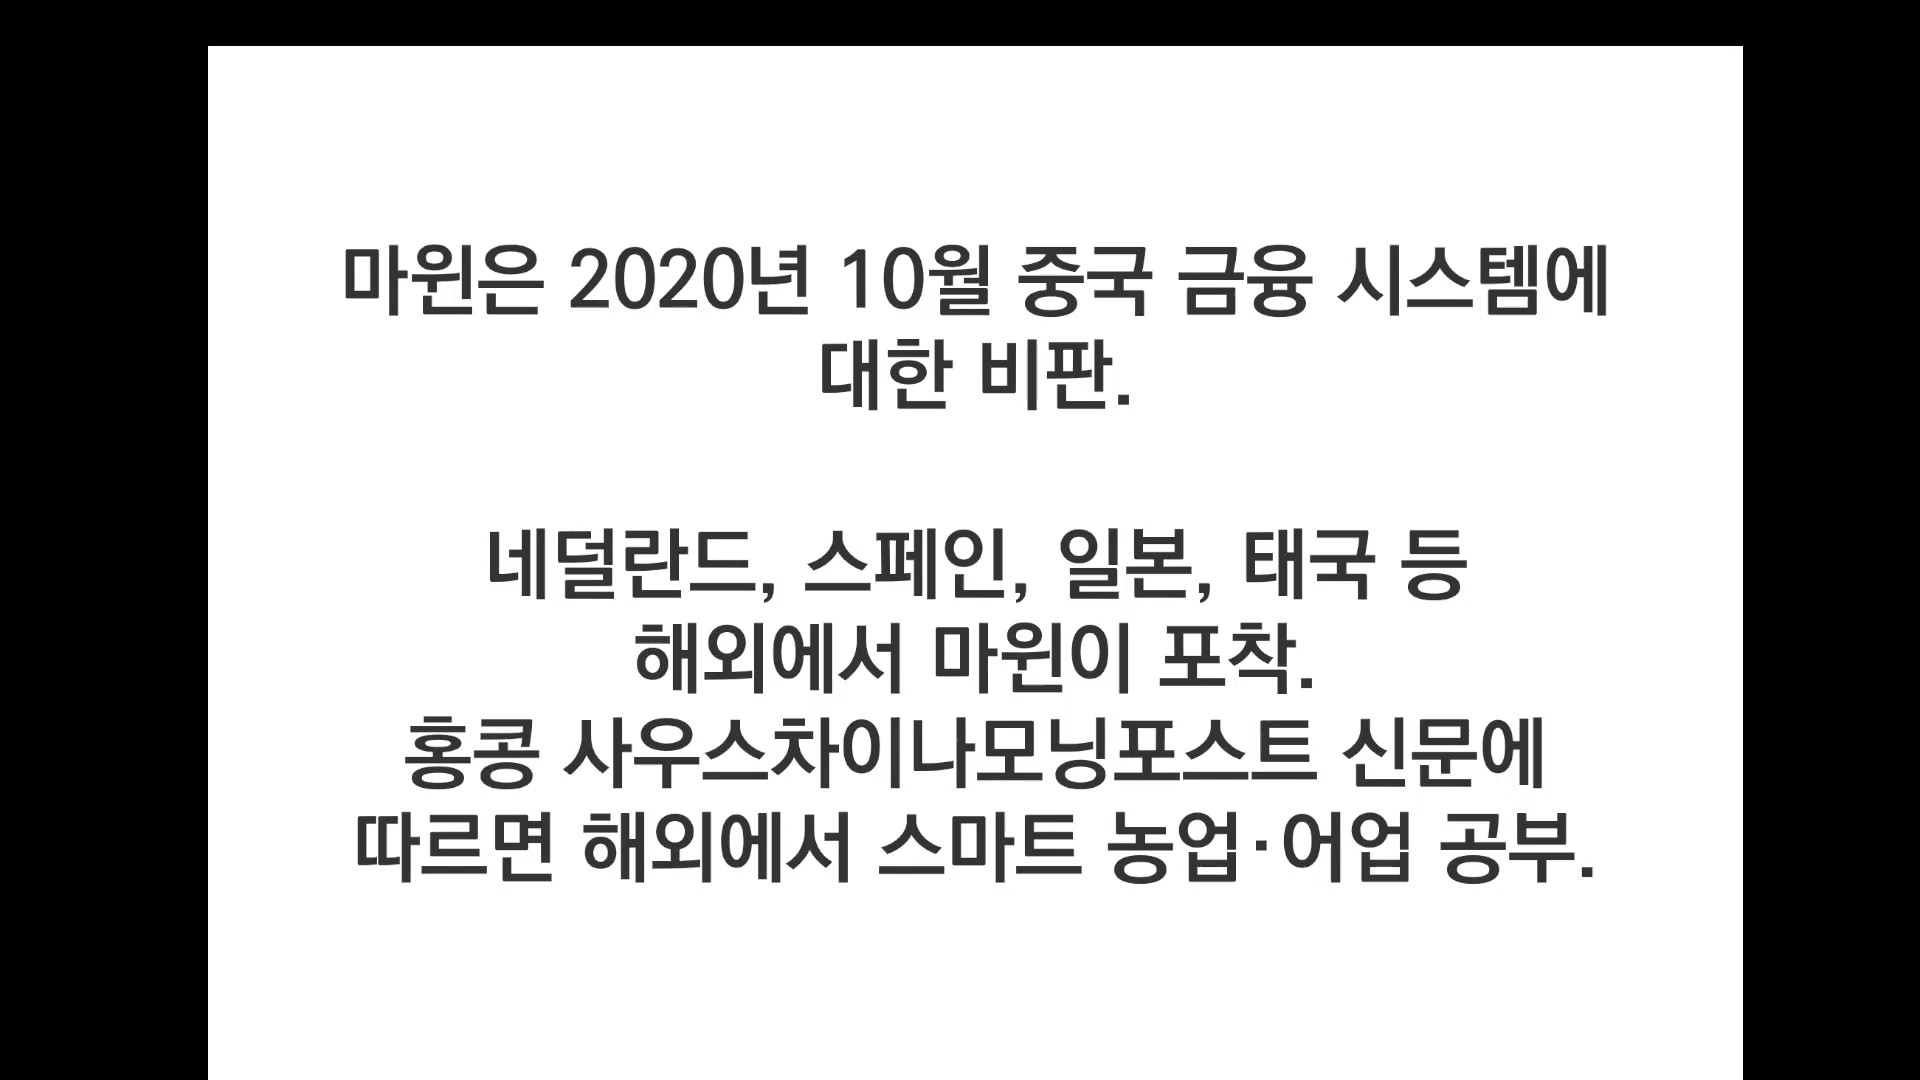 마윈은 2020년 10월 중국 금융 시스템에
대한 비판.
네덜란드, 스페인, 일본, 태국 등
해외에서 마윈이 포착.
홍콩 사우스차이나모닝포스트 신문에
따르면 해외에서 스마트 농업·어업 공부.